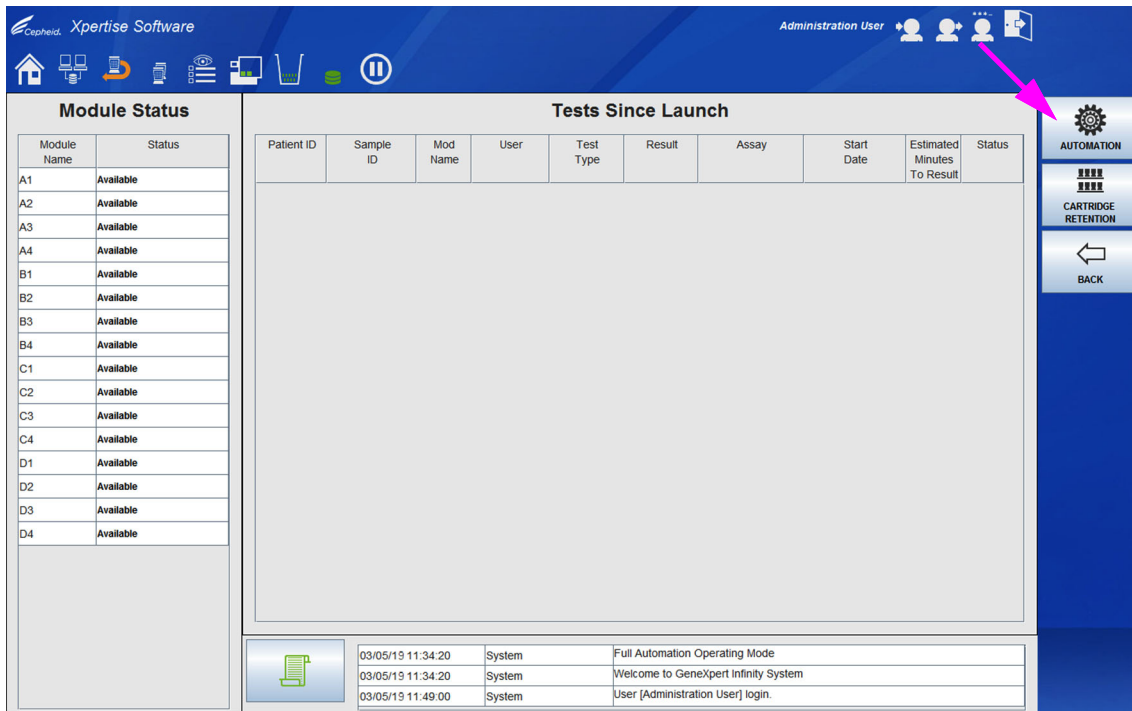 Cepheid. Xpertise Software
Administration User
Module Status
Module Name
Status
A1 Available
A2 Available
A3 Available
A4 Available
B1 Available
B2 Available
B3 Available
B4 Available
C1 Available
C2 Available
C3 Available
C4 Available
D1 Available
D2 Available
D3 Available
D4 Available
Tests Since Launch
Patient ID
Sample ID
Mod Name
User
Test Type
Result
Assay
Start Date
Estimated Minutes To Result
Status
03/05/19 11:34:20 System Full Automation Operating Mode
03/05/19 11:34:20 System Welcome to GeneXpert Infinity System
03/05/19 11:49:00 System User [Administration User] login.
AUTOMATION
CARTRIDGE
RETENTION
BACK